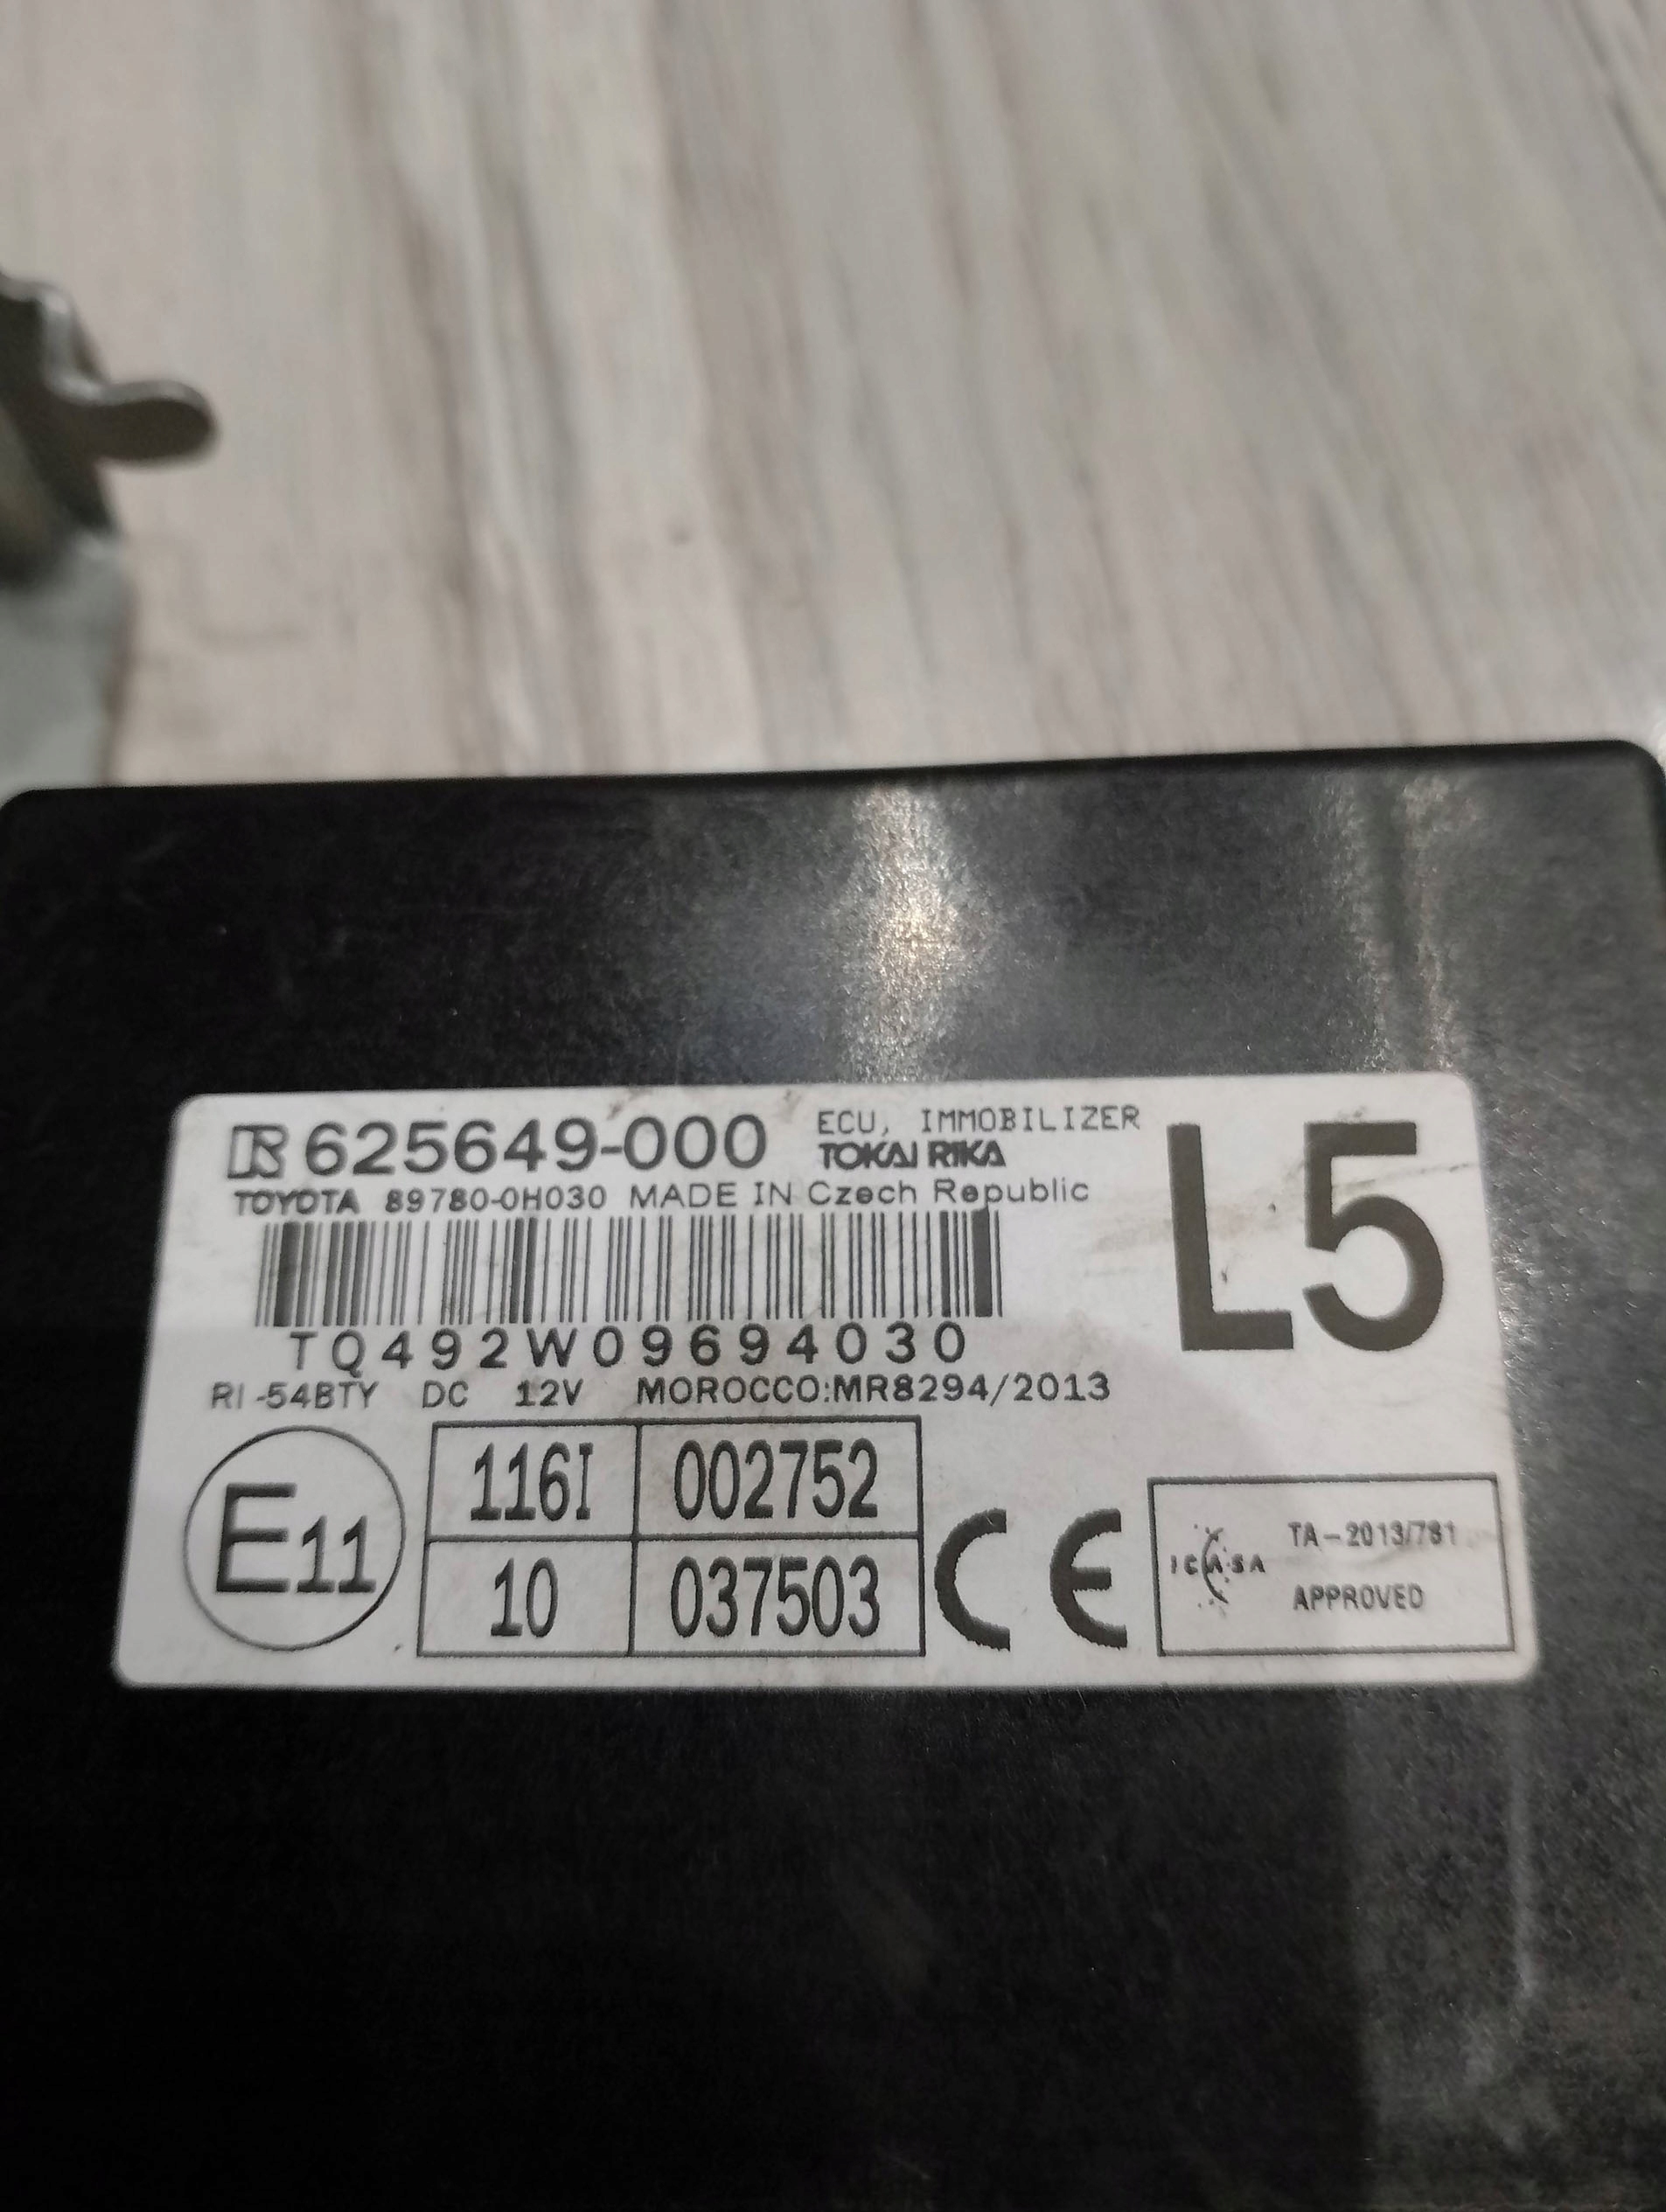 R 625649-000 ECU, IMMOBILIZER
TOKAI RIKA
L5
TOYOTA 89780-0H030 MADE IN Czech Republic
TQ492W09694030
RI-54BTY DC 12V MOROCCO:MR8294/2013
E11
116I 002752
10 037503
CE
ICASA
TA-2013/781
APPROVED